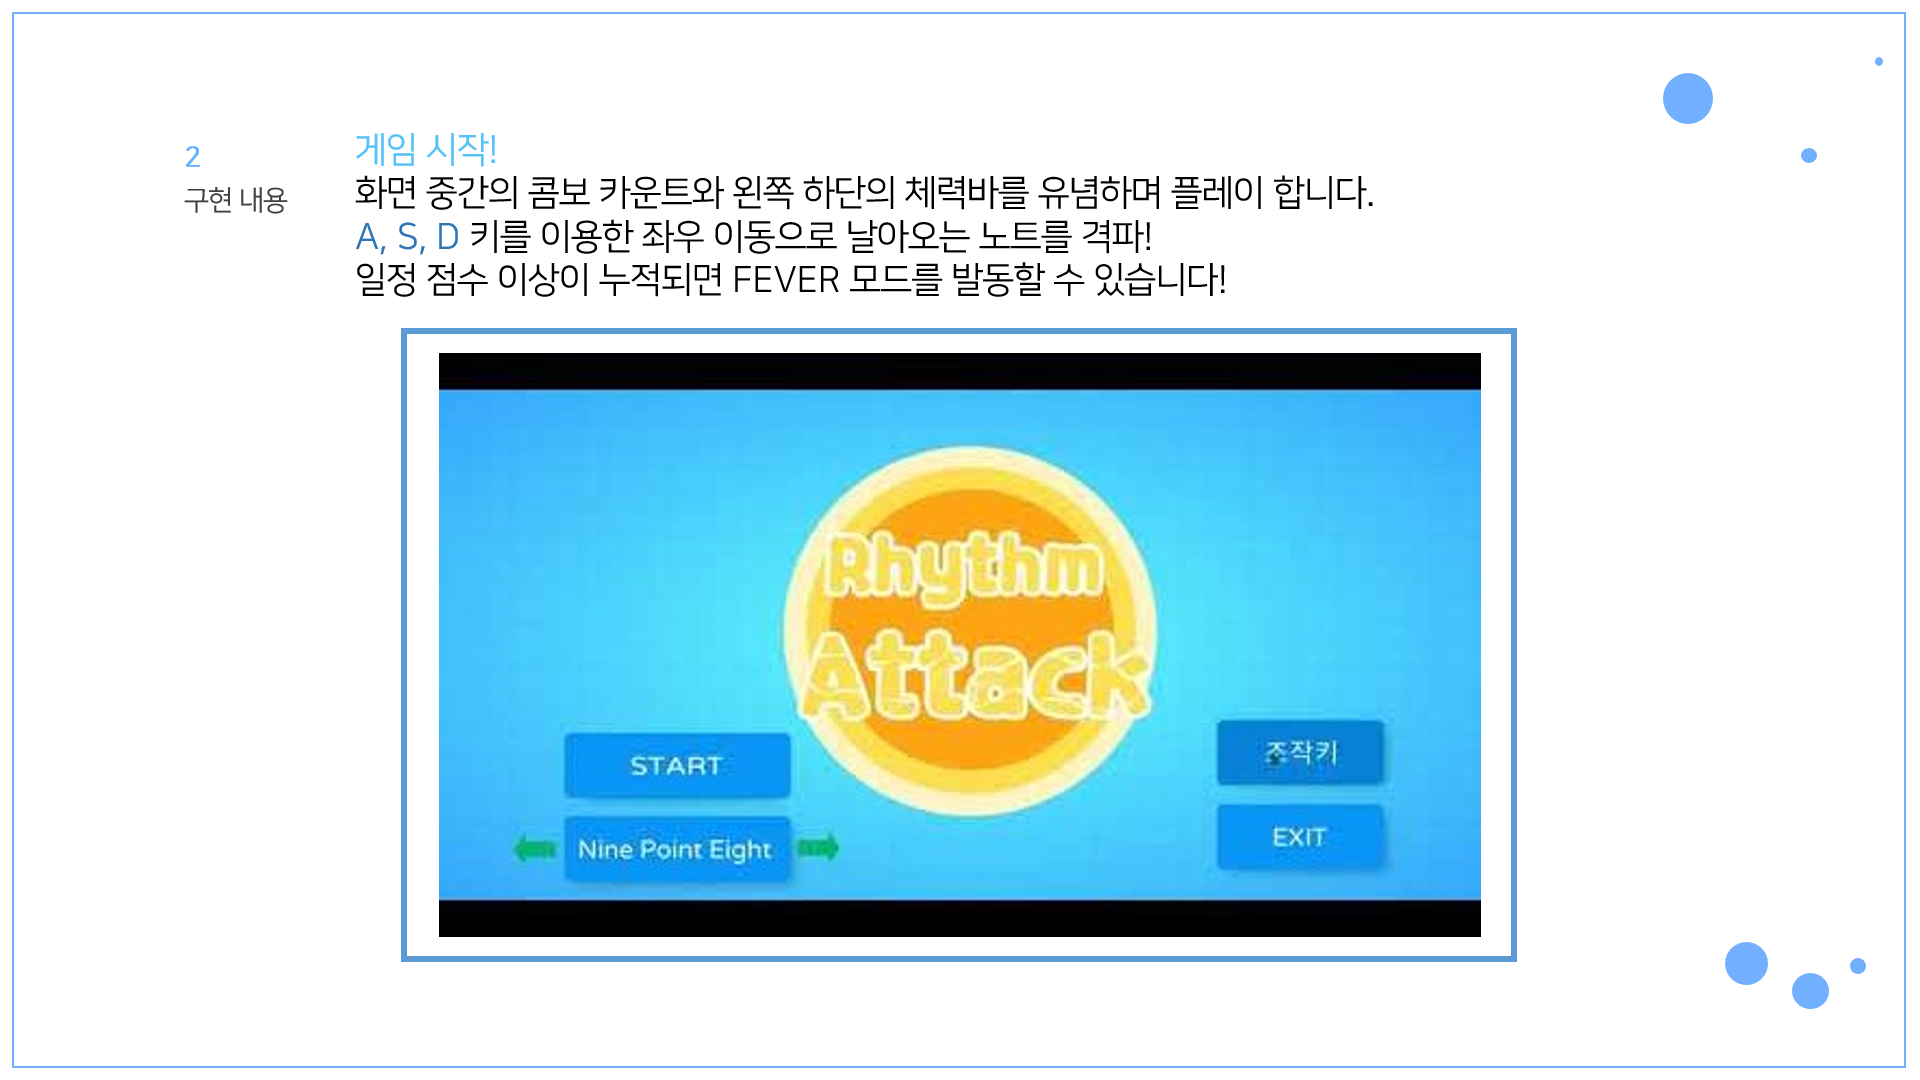 2
구현 내용
게임 시작!
화면 중간의 콤보 카운트와 왼쪽 하단의 체력바를 유념하며 플레이 합니다.
A, S, D 키를 이용한 좌우 이동으로 날아오는 노트를 격파!
일정 점수 이상이 누적되면 FEVER 모드를 발동할 수 있습니다!
Rhythm
Attack
START
조작키
Nine Point Eight
EXIT